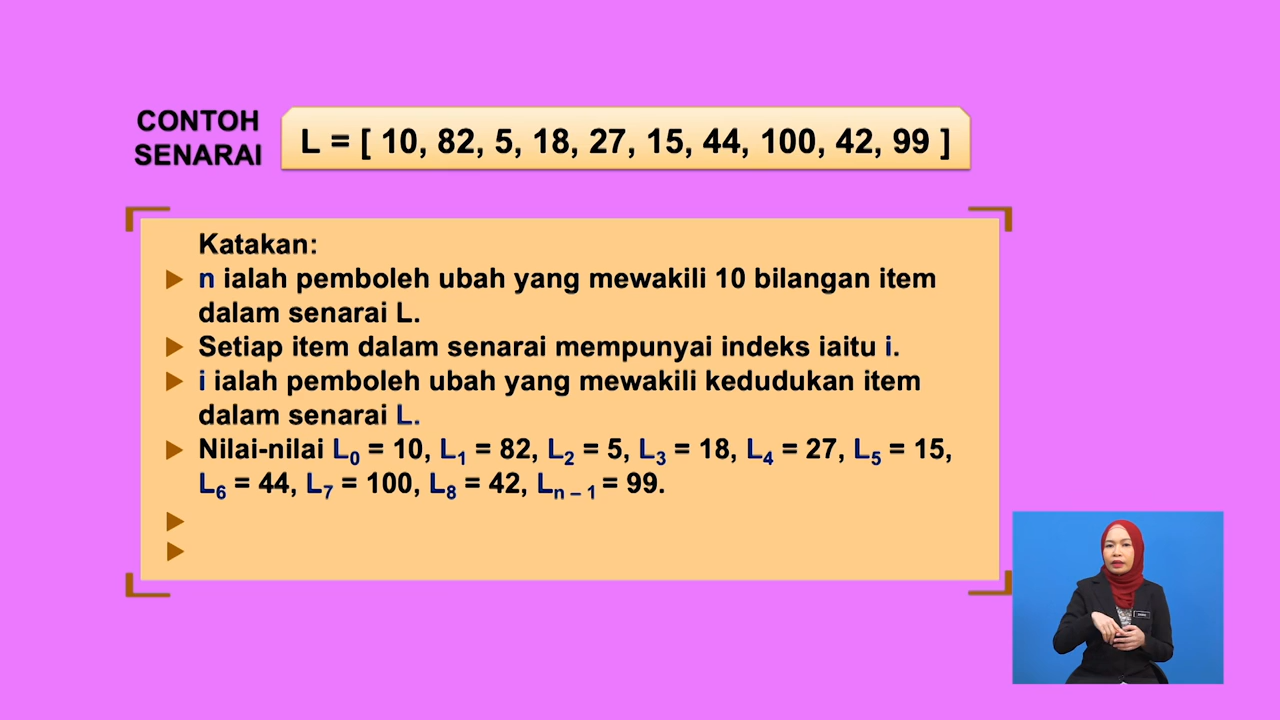 CONTOH
SENARAI
L = [ 10, 82, 5, 18, 27, 15, 44, 100, 42, 99 ]
Katakan:
n ialah pemboleh ubah yang mewakili 10 bilangan item
dalam senarai L.
Setiap item dalam senarai mempunyai indeks iaitu i.
i ialah pemboleh ubah yang mewakili kedudukan item
dalam senarai L.
Nilai-nilai L₀ = 10, L₁ = 82, L₂ = 5, L₃ = 18, L₄ = 27, L₅ = 15,
L₆ = 44, L₇ = 100, L₈ = 42, Lₙ ₋ ₁ = 99.